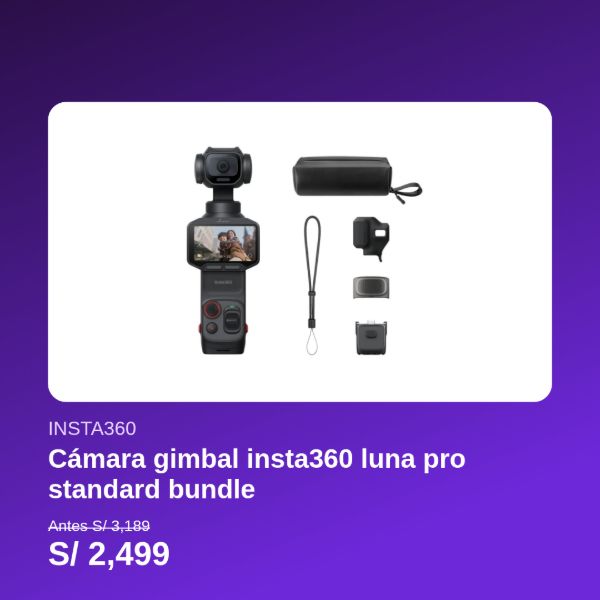 INSTA360
Cámara gimbal insta360 luna pro
standard bundle
Antes S/ 3,189
S/ 2,499